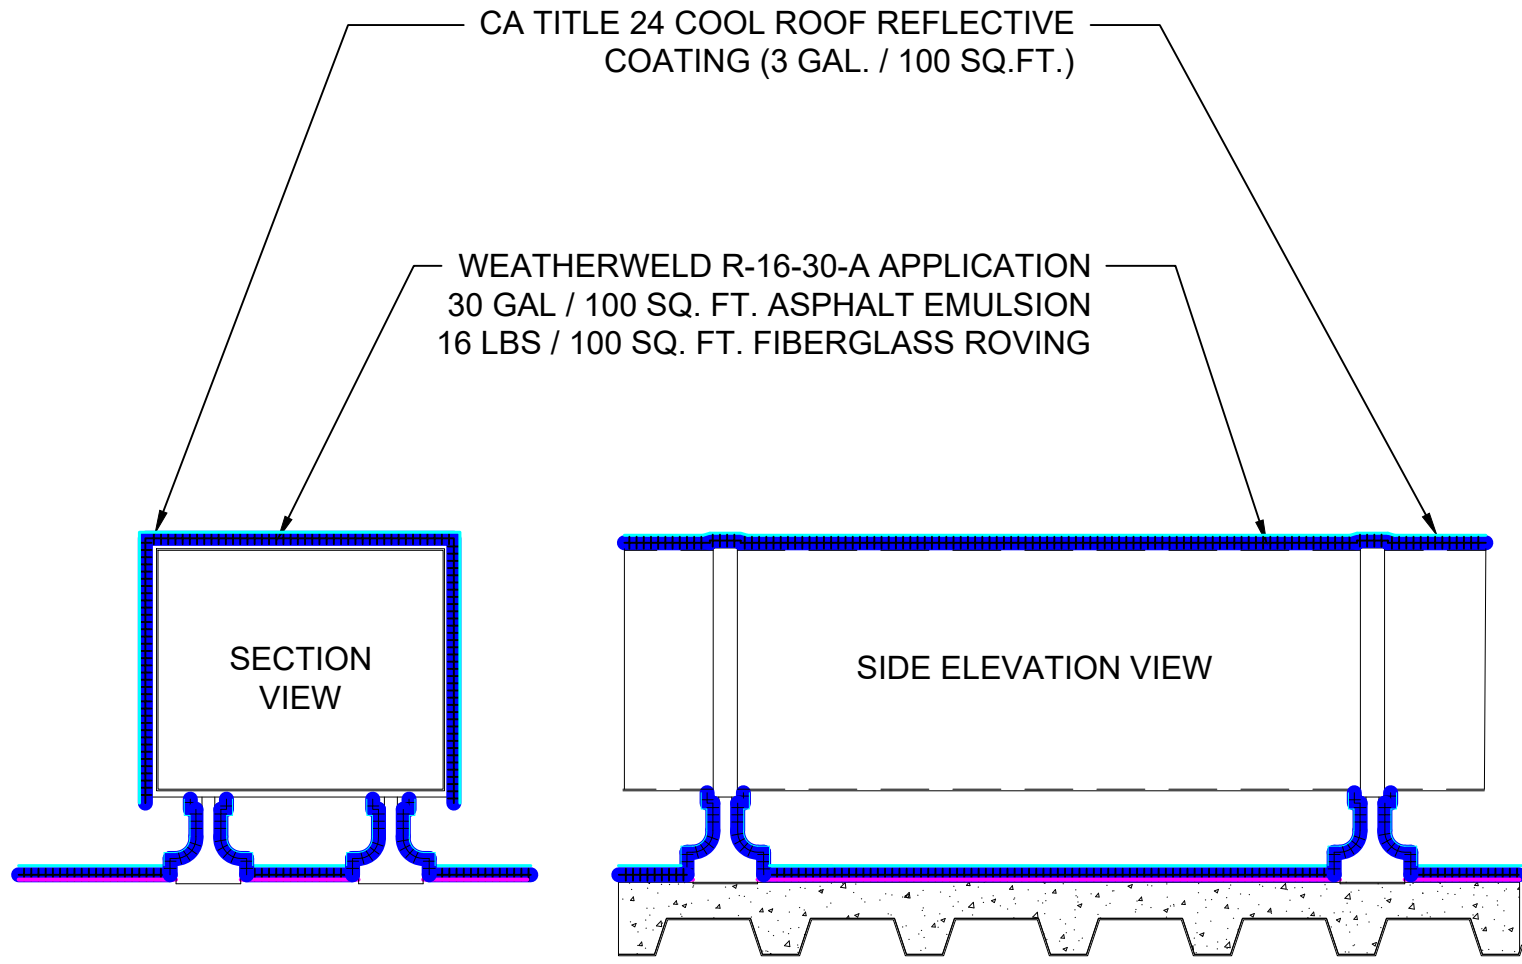 CA TITLE 24 COOL ROOF REFLECTIVE
COATING (3 GAL. / 100 SQ.FT.)
WEATHERWELD R-16-30-A APPLICATION
30 GAL / 100 SQ. FT. ASPHALT EMULSION
16 LBS / 100 SQ. FT. FIBERGLASS ROVING
SECTION
VIEW
SIDE ELEVATION VIEW